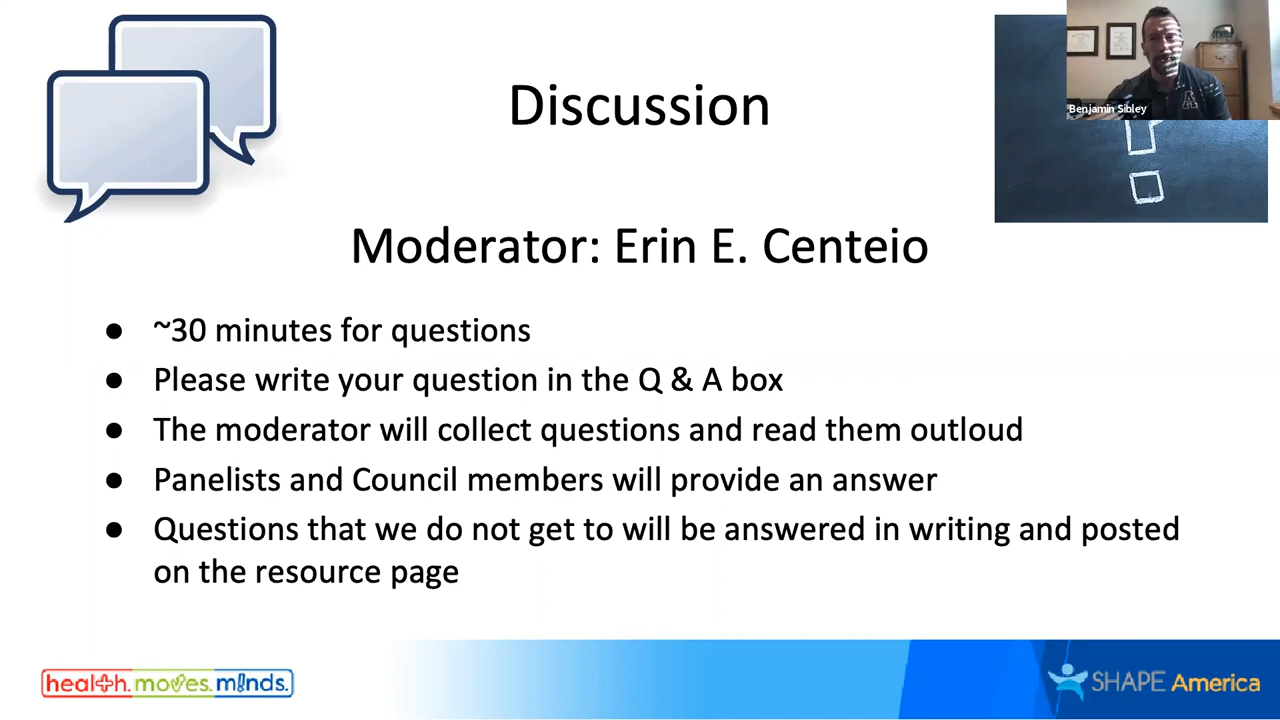 Benjamin Sibley
Discussion
Moderator: Erin E. Centeio
● ~30 minutes for questions
● Please write your question in the Q & A box
● The moderator will collect questions and read them outloud
● Panelists and Council members will provide an answer
● Questions that we do not get to will be answered in writing and posted
on the resource page
health.moves.minds.
SHAPE America